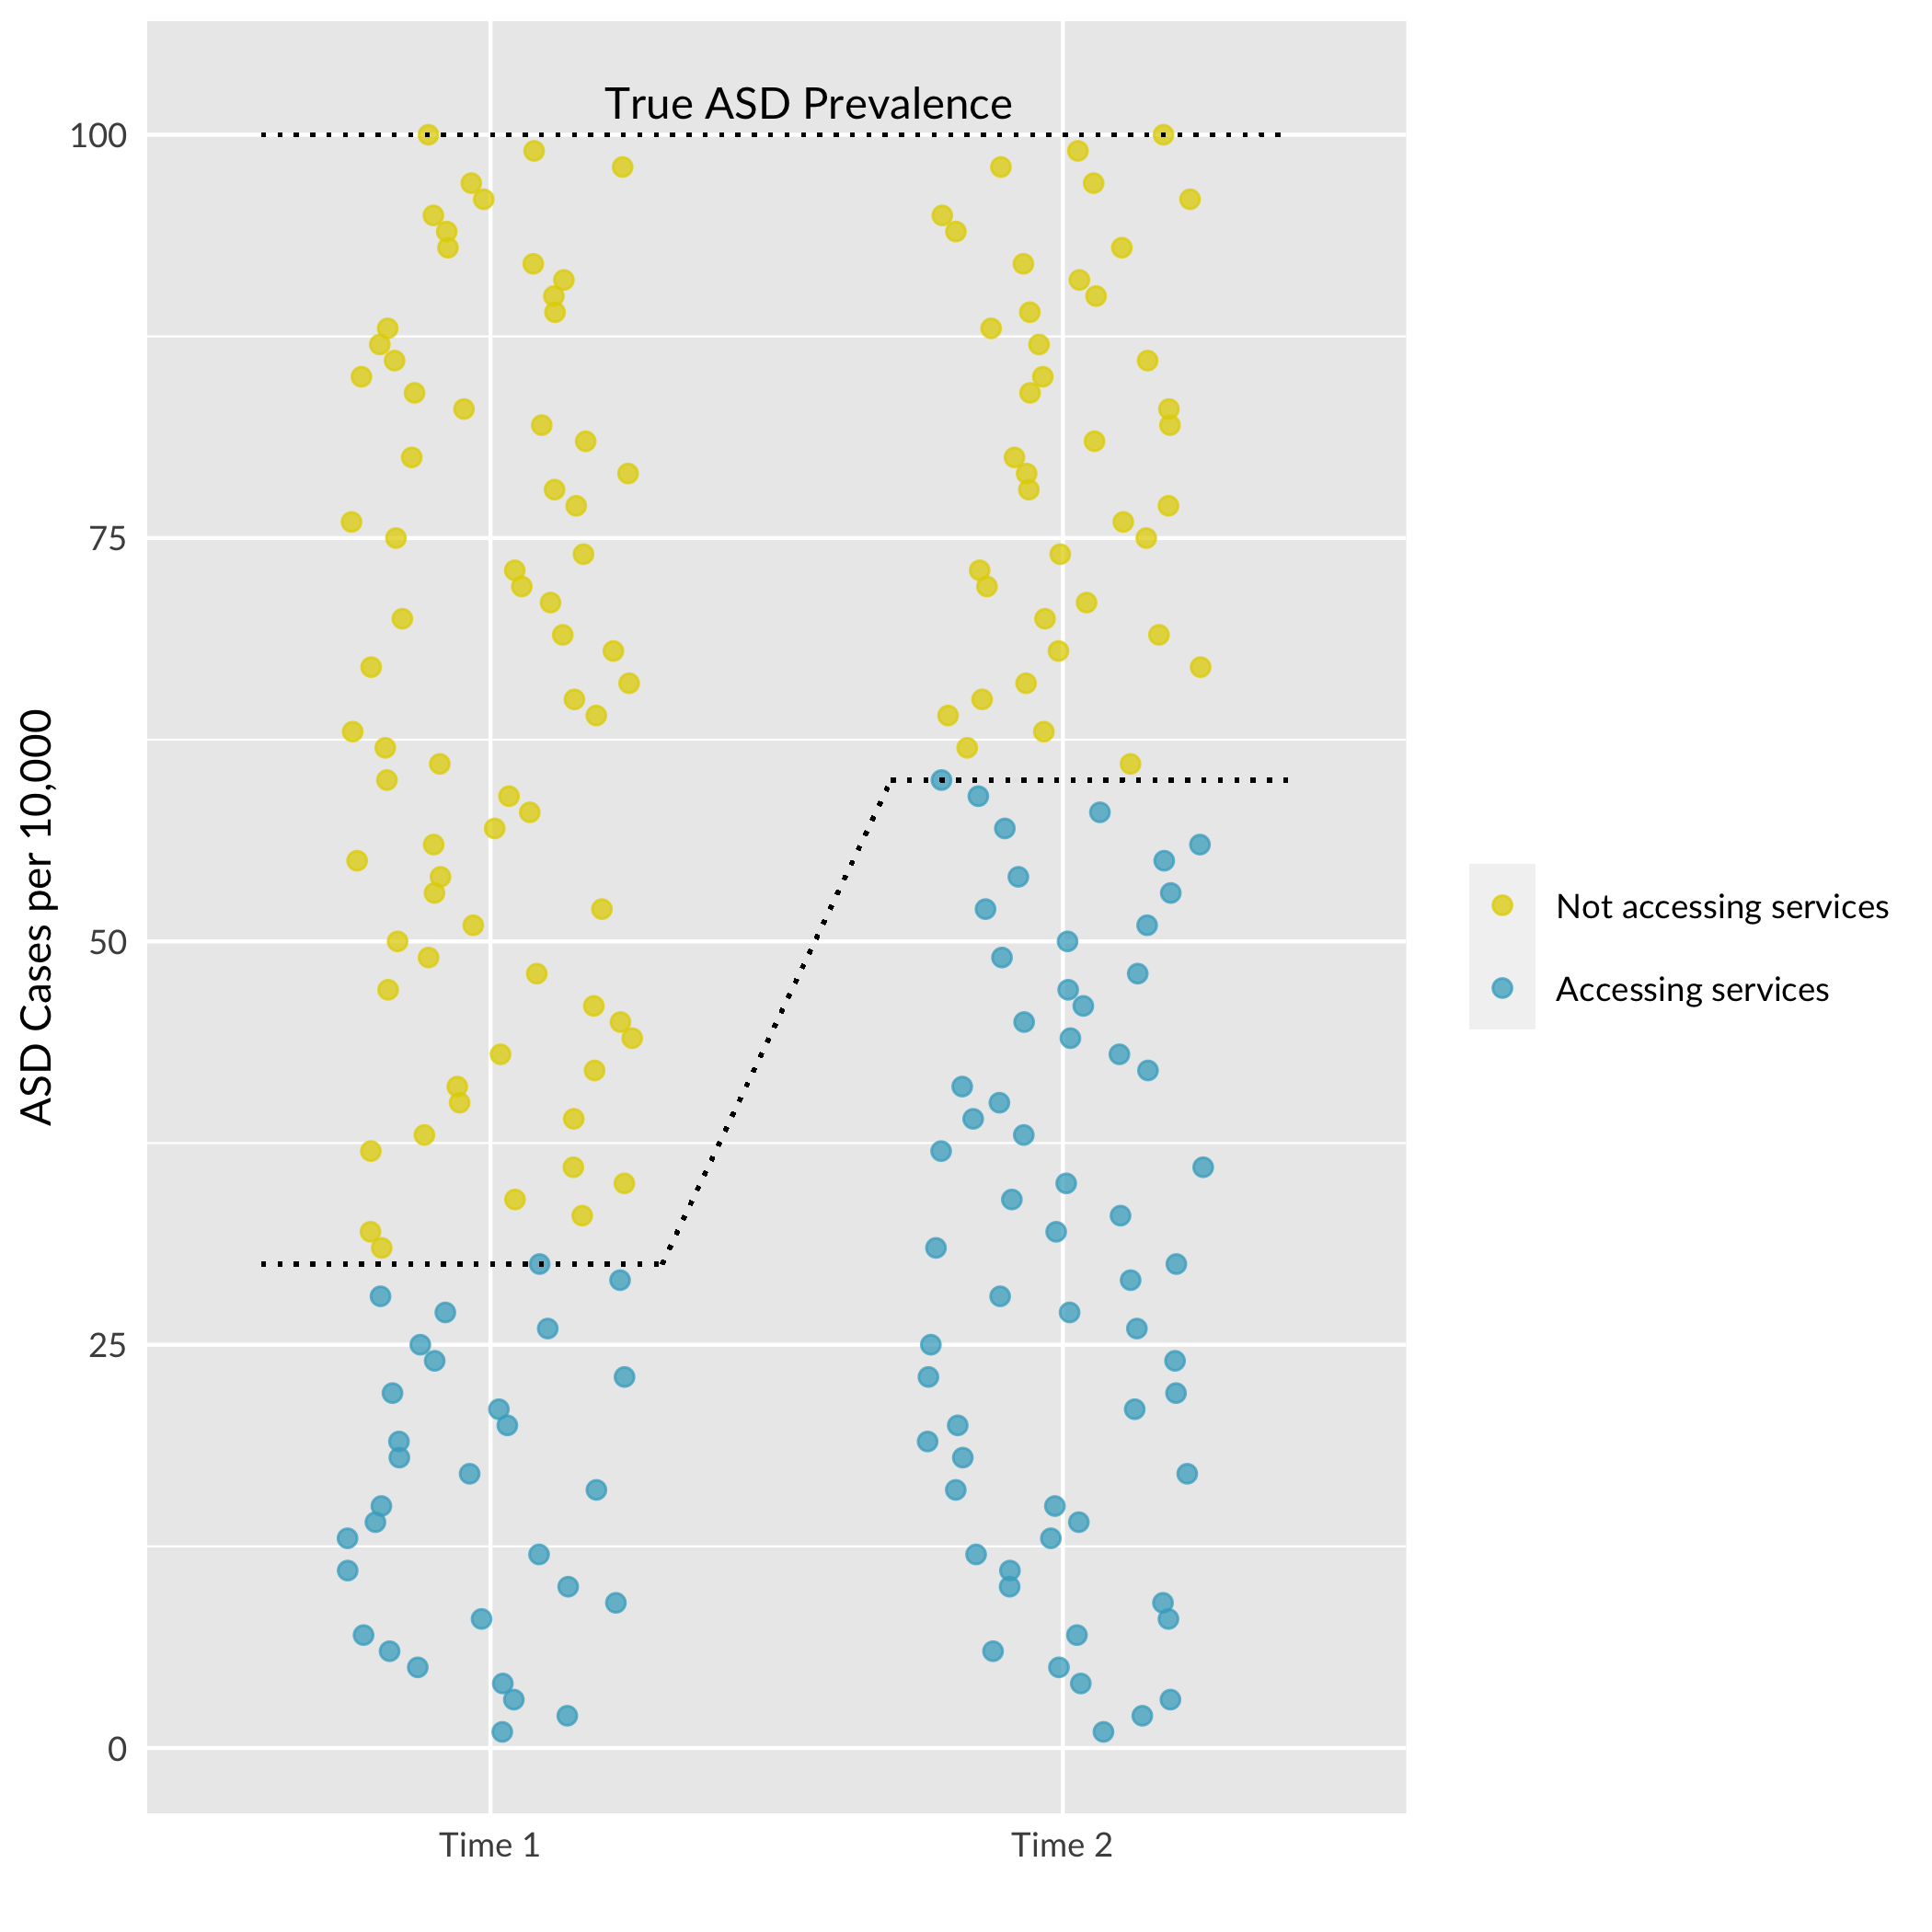 True ASD Prevalence
100
75
50
25
0
ASD Cases per 10,000
Time 1
Time 2
Not accessing services
Accessing services